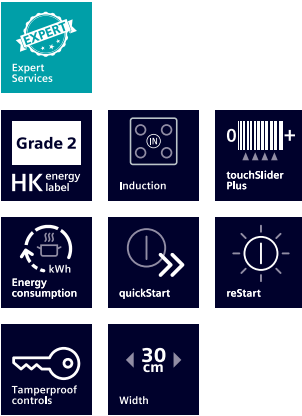 EXPERT
Expert
Services
Grade 2
HK energy
label
IN
Induction
0 +
touchSlider
Plus
kWh
Energy
consumption
quickStart
reStart
Tamperproof
controls
30
cm
Width